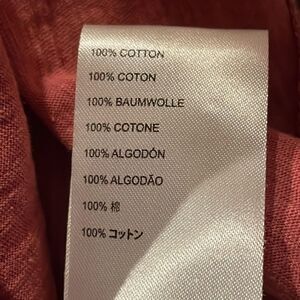 100% COTTON
100% COTON
100% BAUMWOLLE
100% COTONE
100% ALGODÓN
100% ALGODÃO
100% 棉
100% コットン